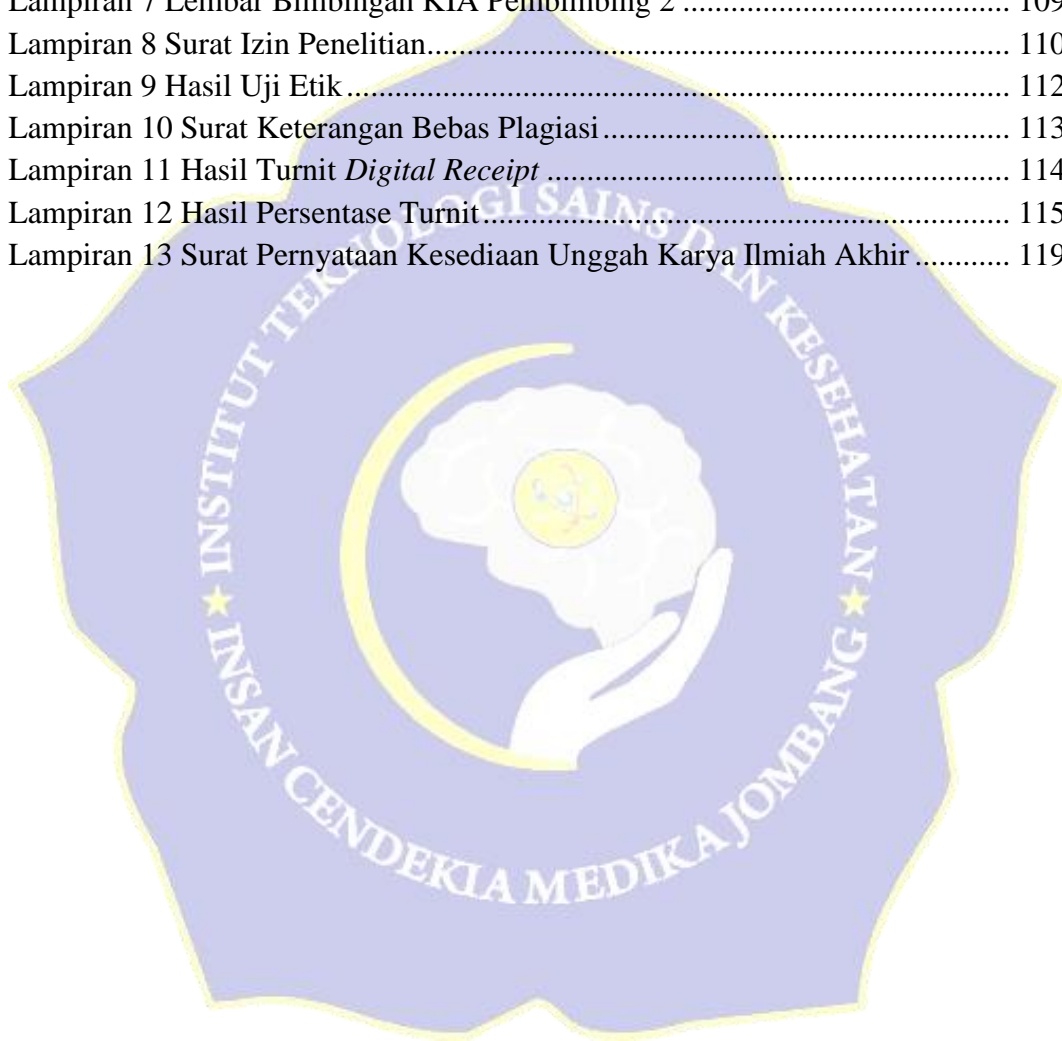 Lampiran 7 Lembar Bimbingan KIA Pembimbing 2 .................................... 109
Lampiran 8 Surat Izin Penelitian................................................................. 110
Lampiran 9 Hasil Uji Etik .......................................................................... 112
Lampiran 10 Surat Keterangan Bebas Plagiasi ............................................. 113
Lampiran 11 Hasil Turnit Digital Receipt ................................................... 114
Lampiran 12 Hasil Persentase Turnit .......................................................... 115
Lampiran 13 Surat Pernyataan Kesediaan Unggah Karya Ilmiah Akhir ............ 119
INSTITUT TEKNOLOGI SAINS DAN KESEHATAN
INSAN CENDEKIA MEDIKA JOMBANG